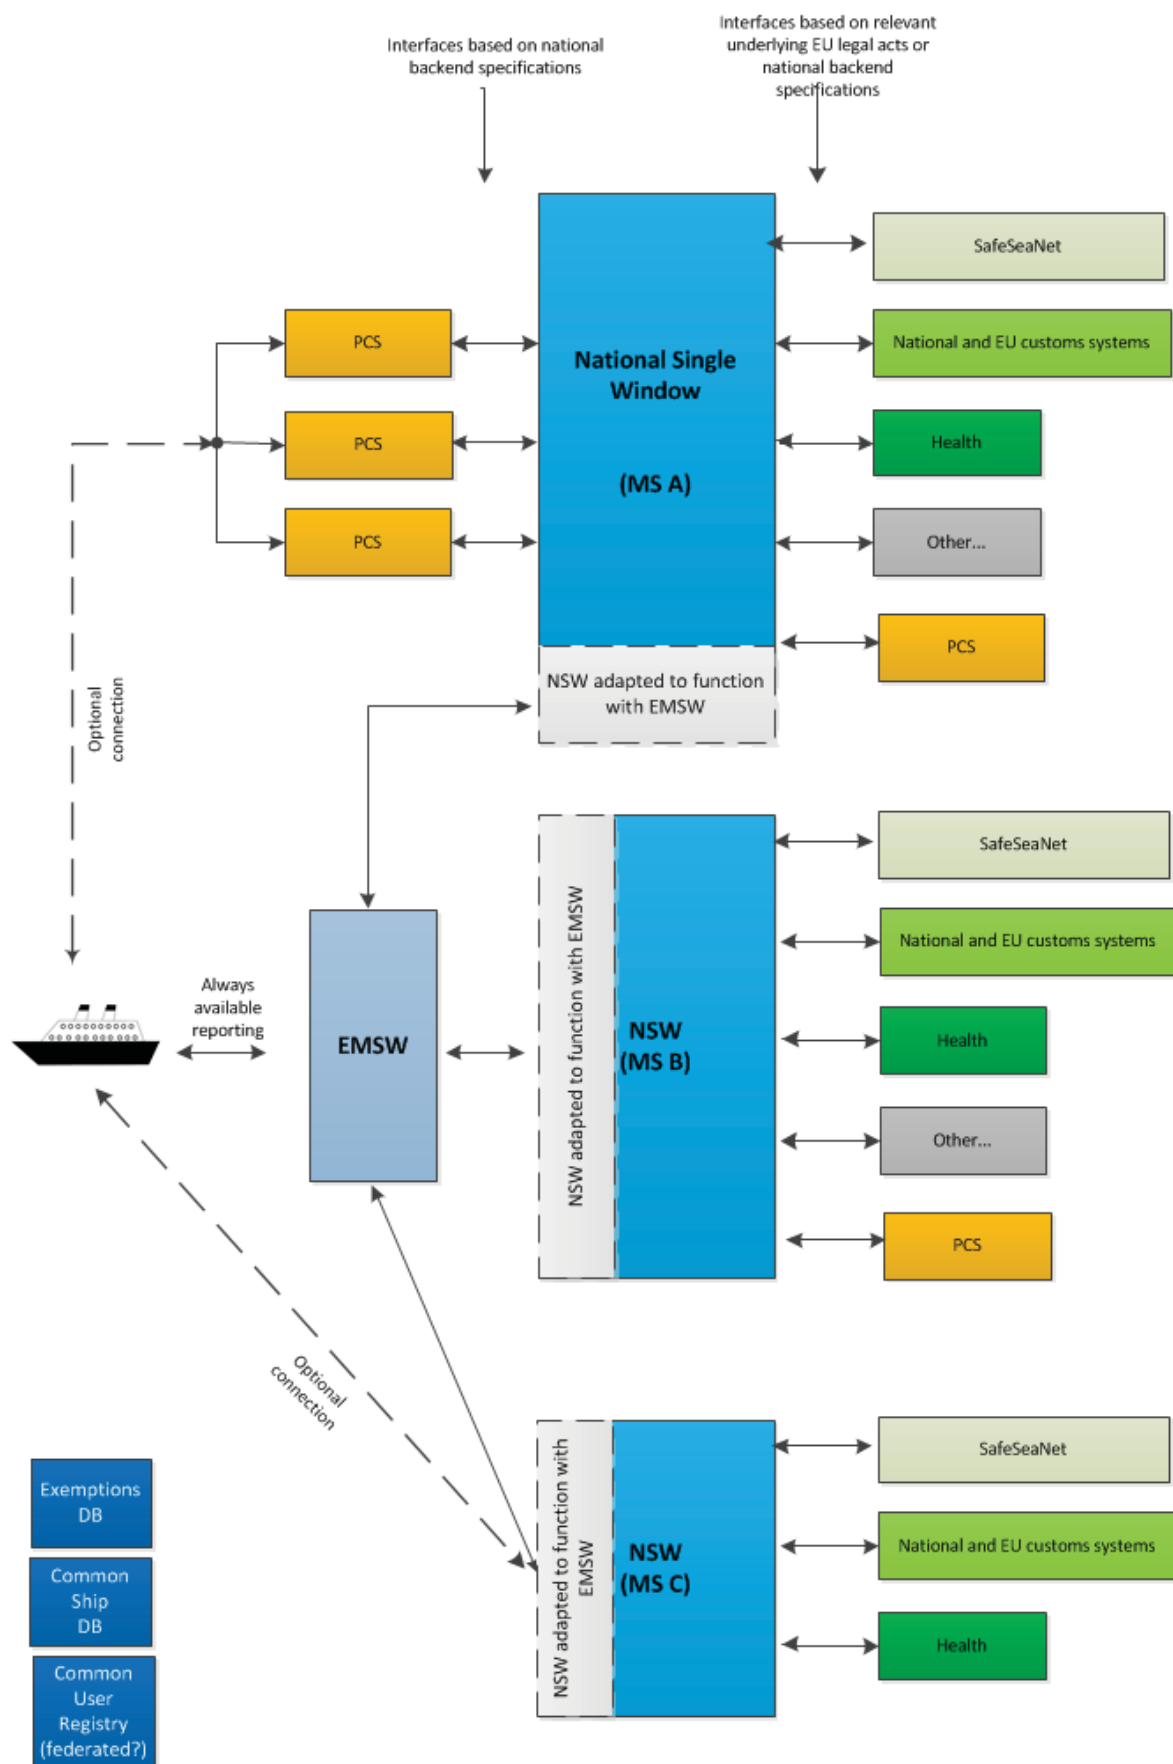 Interfaces based on national
backend specifications
Interfaces based on relevant
underlying EU legal acts or
national backend
specifications
SafeSeaNet
PCS
National Single
Window
(MS A)
National and EU customs systems
PCS
Health
PCS
Other...
PCS
NSW adapted to function
with EMSW
Optional
connection
SafeSeaNet
NSW adapted to function with EMSW
NSW
(MS B)
National and EU customs systems
Always
available
reporting
EMSW
Health
Other...
PCS
Optional
connection
SafeSeaNet
NSW adapted to function with
EMSW
NSW
(MS C)
National and EU customs systems
Health
Exemptions
DB
Common
Ship
DB
Common
User
Registry
(federated?)